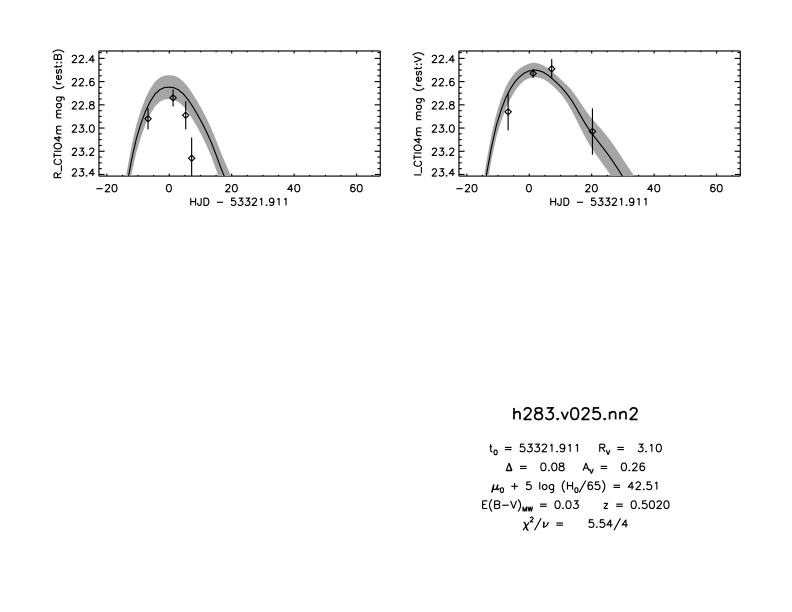 R_CTIO4m mag (rest:B)
22.4
22.6
22.8
23.0
23.2
23.4
−20 0 20 40 60
HJD − 53321.911
I_CTIO4m mag (rest:V)
22.4
22.6
22.8
23.0
23.2
23.4
−20 0 20 40 60
HJD − 53321.911
h283.v025.nn2
t₀ = 53321.911 Rᵥ = 3.10
Δ = 0.08 Aᵥ = 0.26
μ₀ + 5 log (H₀/65) = 42.51
E(B−V)MW = 0.03 z = 0.5020
χ²/ν = 5.54/4